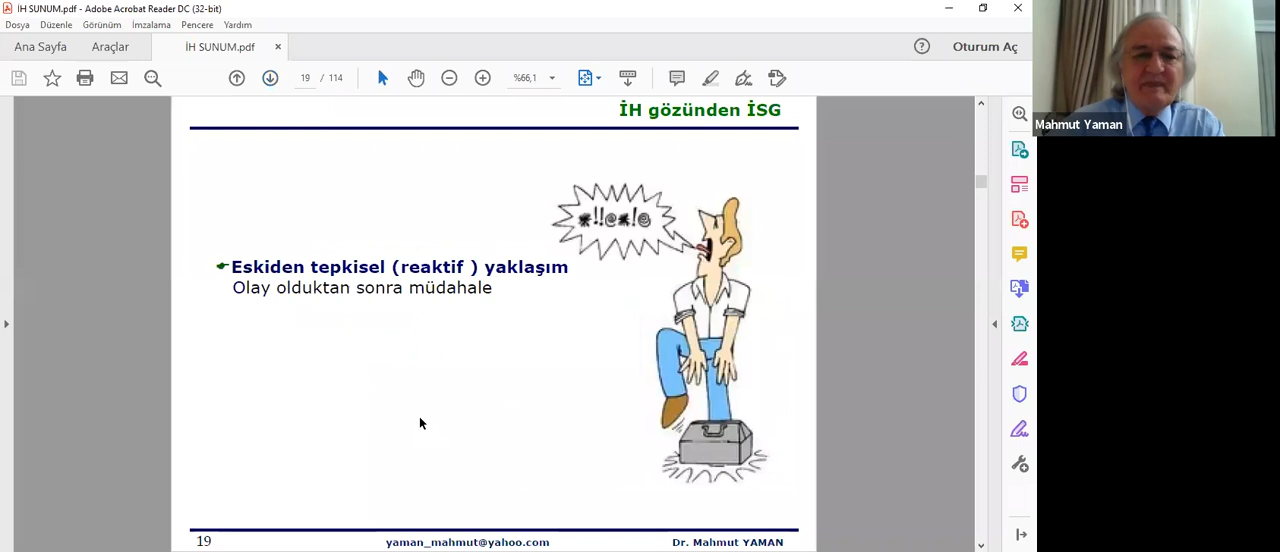 İH SUNUM.pdf - Adobe Acrobat Reader DC (32-bit)
Dosya Düzenle Görünüm İmzalama Pencere Yardım
Ana Sayfa Araçlar İH SUNUM.pdf × Oturum Aç
19 / 114 %66,1
Mahmut Yaman
İH gözünden İSG
*!!@*!@
Eskiden tepkisel (reaktif ) yaklaşım
Olay olduktan sonra müdahale
19 yaman_mahmut@yahoo.com Dr. Mahmut YAMAN